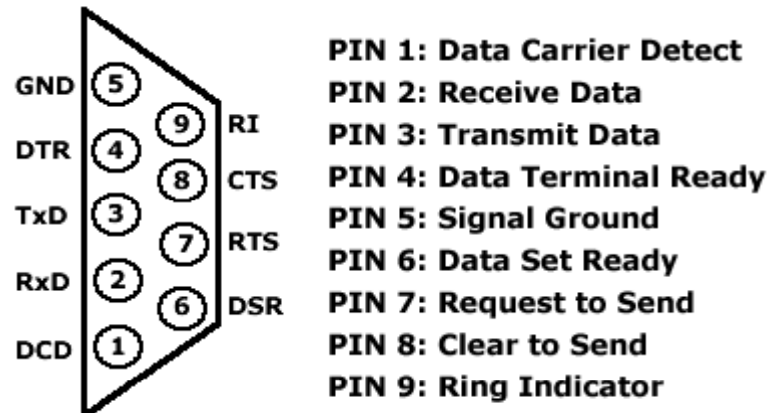 GND 5
9 RI
DTR 4
8 CTS
TxD 3
7 RTS
RxD 2
6 DSR
DCD 1
PIN 1: Data Carrier Detect
PIN 2: Receive Data
PIN 3: Transmit Data
PIN 4: Data Terminal Ready
PIN 5: Signal Ground
PIN 6: Data Set Ready
PIN 7: Request to Send
PIN 8: Clear to Send
PIN 9: Ring Indicator